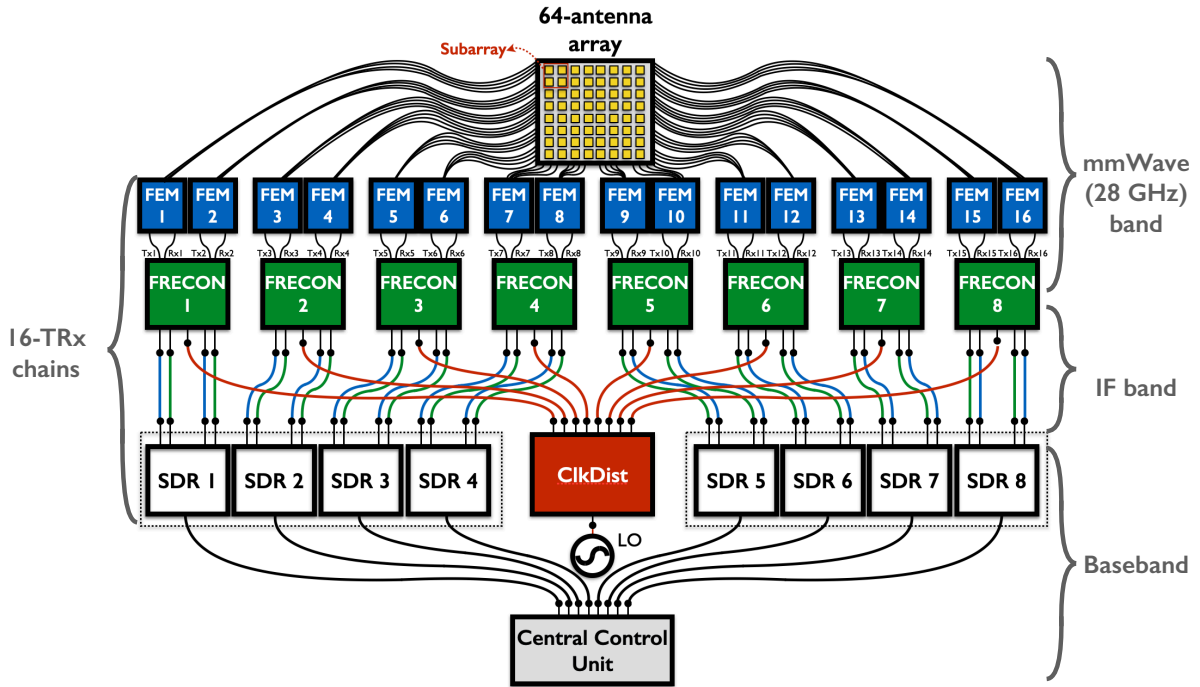 64-antenna
array
Subarray
FEM
1
FEM
2
FEM
3
FEM
4
FEM
5
FEM
6
FEM
7
FEM
8
FEM
9
FEM
10
FEM
11
FEM
12
FEM
13
FEM
14
FEM
15
FEM
16
mmWave
(28 GHz)
band
Tx1 Rx1 Tx2 Rx2
Tx3 Rx3 Tx4 Rx4
Tx5 Rx5 Tx6 Rx6
Tx7 Rx7 Tx8 Rx8
Tx9 Rx9 Tx10 Rx10
Tx11 Rx11 Tx12 Rx12
Tx13 Rx13 Tx14 Rx14
Tx15 Rx15 Tx16 Rx16
FRECON
1
FRECON
2
FRECON
3
FRECON
4
FRECON
5
FRECON
6
FRECON
7
FRECON
8
16-TRx
chains
IF band
SDR 1
SDR 2
SDR 3
SDR 4
ClkDist
SDR 5
SDR 6
SDR 7
SDR 8
LO
Baseband
Central Control
Unit